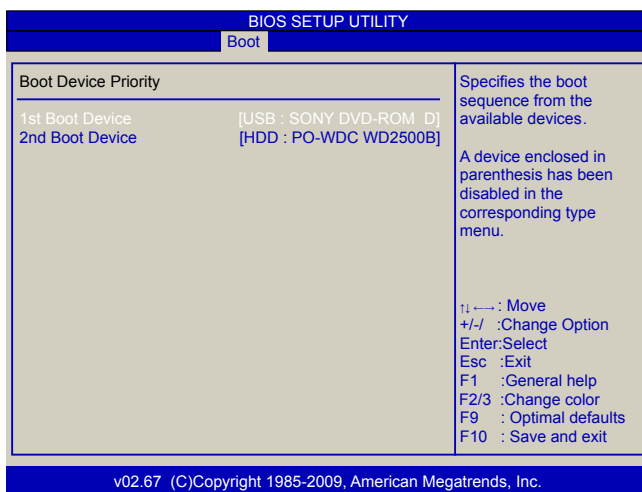 BIOS SETUP UTILITY
Boot
Boot Device Priority
1st Boot Device [USB : SONY DVD-ROM D]
2nd Boot Device [HDD : PO-WDC WD2500B]
Specifies the boot
sequence from the
available devices.
A device enclosed in
parenthesis has been
disabled in the
corresponding type
menu.
↑↓←→: Move
+/-/ :Change Option
Enter:Select
Esc :Exit
F1 :General help
F2/3 :Change color
F9 : Optimal defaults
F10 : Save and exit
v02.67 (C)Copyright 1985-2009, American Megatrends, Inc.